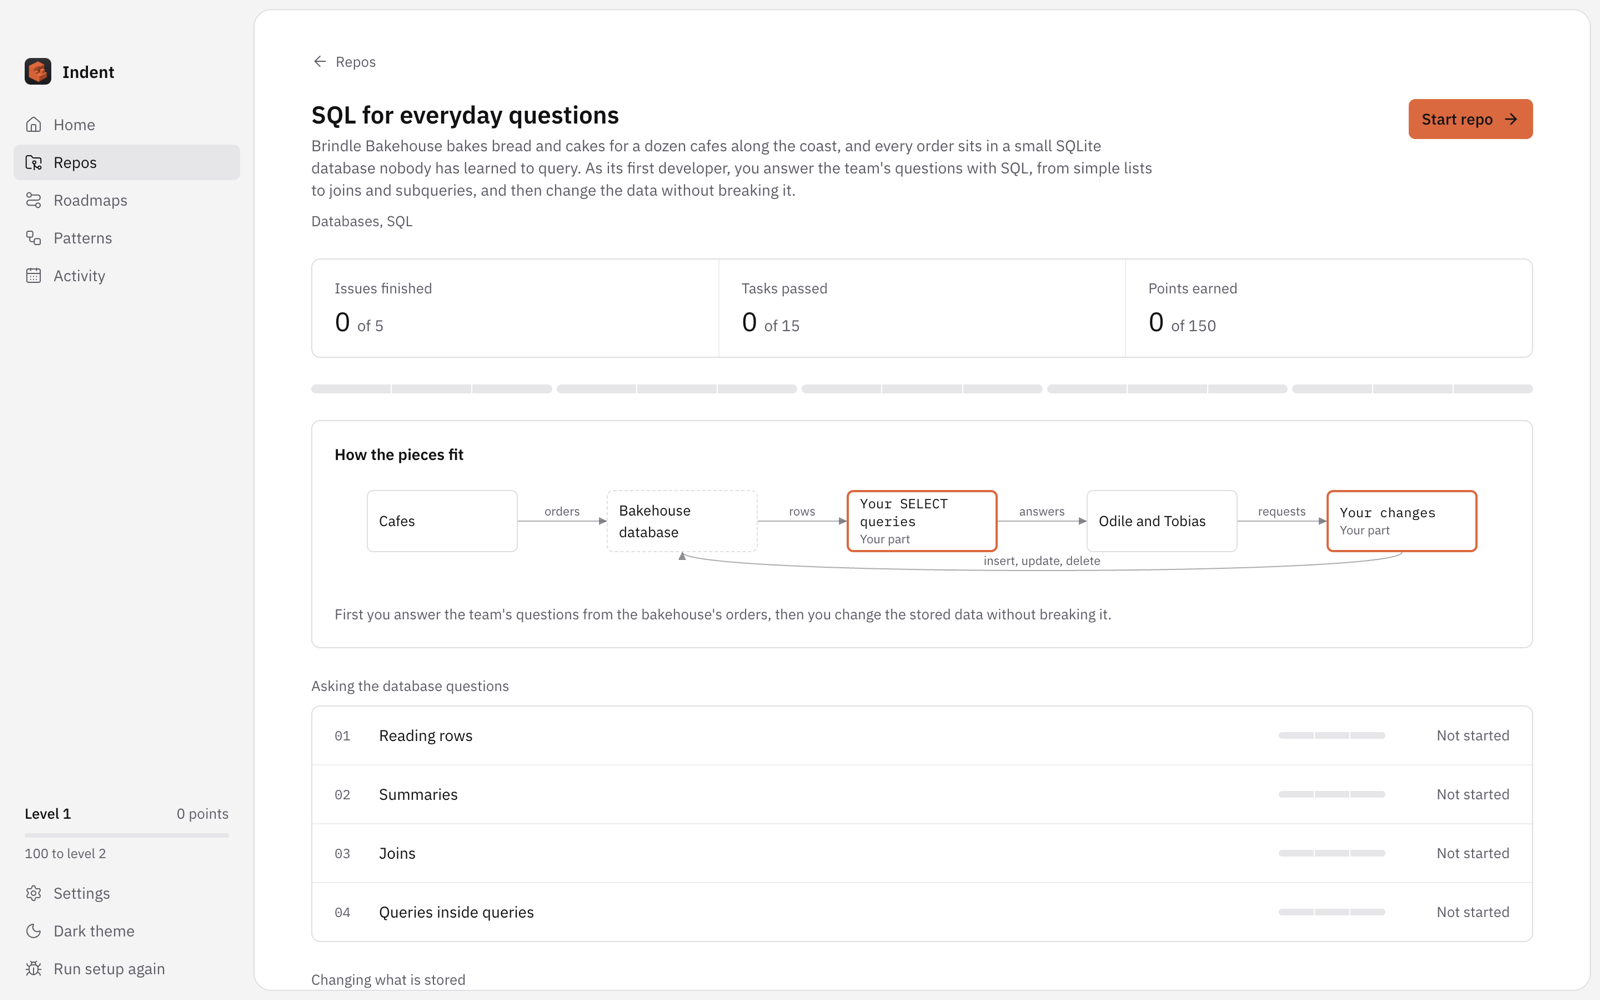 Indent
Home
Repos
Roadmaps
Patterns
Activity
Level 1
0 points
100 to level 2
Settings
Dark theme
Run setup again
Repos
SQL for everyday questions
Start repo
Brindle Bakehouse bakes bread and cakes for a dozen cafes along the coast, and every order sits in a small SQLite
database nobody has learned to query. As its first developer, you answer the team's questions with SQL, from simple lists
to joins and subqueries, and then change the data without breaking it.
Databases, SQL
Issues finished
0 of 5
Tasks passed
0 of 15
Points earned
0 of 150
How the pieces fit
Cafes
orders
Bakehouse
database
rows
Your SELECT
queries
Your part
answers
Odile and Tobias
requests
Your changes
Your part
insert, update, delete
First you answer the team's questions from the bakehouse's orders, then you change the stored data without breaking it.
Asking the database questions
01 Reading rows Not started
02 Summaries Not started
03 Joins Not started
04 Queries inside queries Not started
Changing what is stored